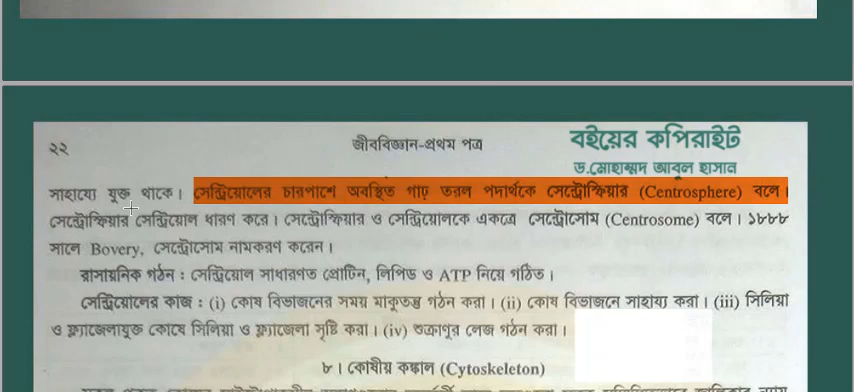 ২২
জীববিজ্ঞান-প্রথম পত্র
বইয়ের কপিরাইট
ড.মোহাম্মদ আবুল হাসান
সাহায্যে যুক্ত থাকে। সেন্ট্রিয়োলের চারপাশে অবস্থিত গাঢ় তরল পদার্থকে সেন্ট্রোস্ফিয়ার (Centrosphere) বলে।
সেন্ট্রোস্ফিয়ার সেন্ট্রিয়োল ধারণ করে। সেন্ট্রোস্ফিয়ার ও সেন্ট্রিয়োলকে একত্রে সেন্ট্রোসোম (Centrosome) বলে। ১৮৮৮
সালে Bovery, সেন্ট্রোসোম নামকরণ করেন।
রাসায়নিক গঠন : সেন্ট্রিয়োল সাধারণত প্রোটিন, লিপিড ও ATP নিয়ে গঠিত।
সেন্ট্রিয়োলের কাজ : (i) কোষ বিভাজনের সময় মাকুতন্তু গঠন করা। (ii) কোষ বিভাজনে সাহায্য করা। (iii) সিলিয়া
ও ফ্ল্যাজেলাযুক্ত কোষে সিলিয়া ও ফ্ল্যাজেলা সৃষ্টি করা। (iv) শুক্রাণুর লেজ গঠন করা।
৮। কোষীয় কঙ্কাল (Cytoskeleton)